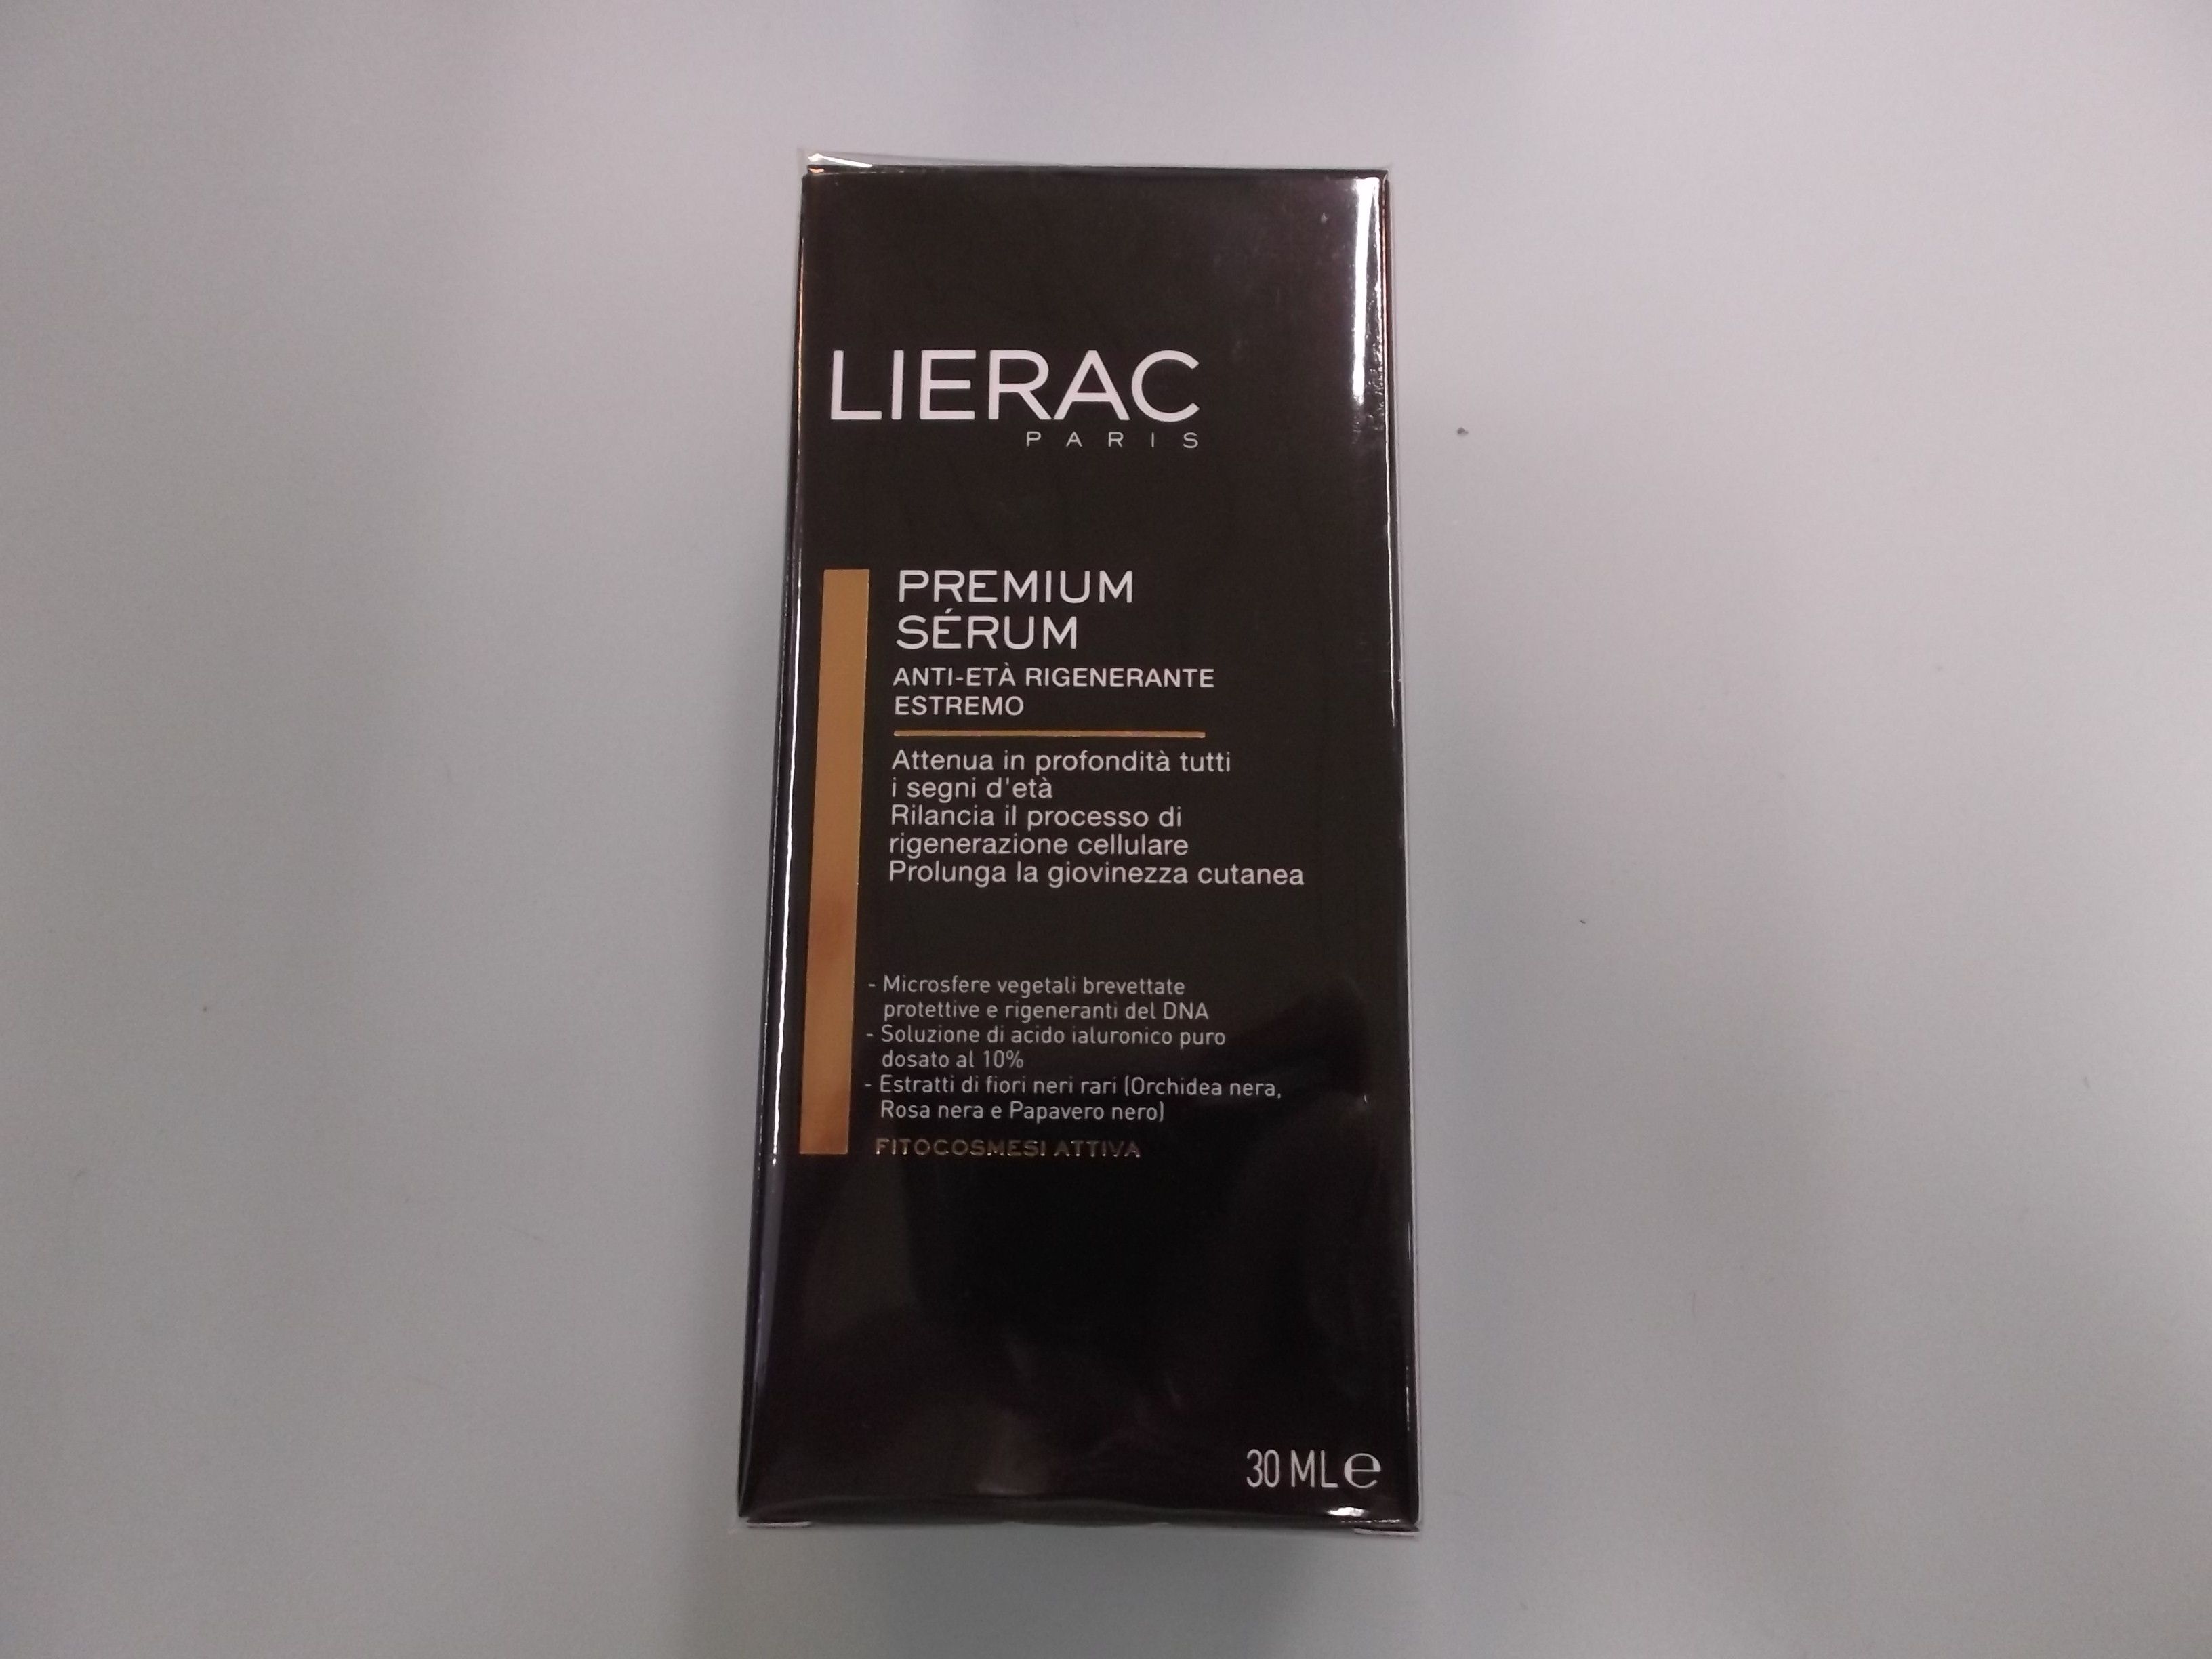 LIERAC
PARIS
PREMIUM
SÉRUM
ANTI-ETÀ RIGENERANTE
ESTREMO
Attenua in profondità tutti
i segni d'età
Rilancia il processo di
rigenerazione cellulare
Prolunga la giovinezza cutanea
- Microsfere vegetali brevettate
protettive e rigeneranti del DNA
- Soluzione di acido ialuronico puro
dosato al 10%
- Estratti di fiori neri rari (Orchidea nera,
Rosa nera e Papavero nero)
FITOCOSMESI ATTIVA
30 ML℮